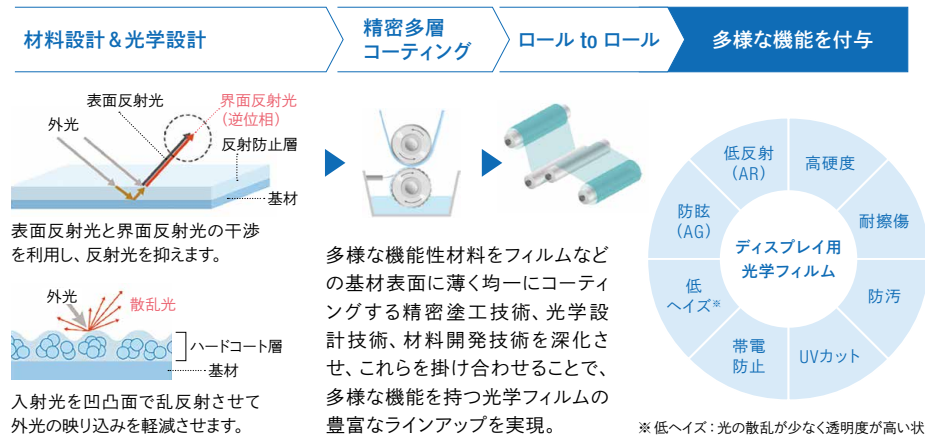 材料設計＆光学設計
精密多層
コーティング
ロール to ロール
多様な機能を付与
表面反射光
界面反射光
（逆位相）
外光
反射防止層
基材
表面反射光と界面反射光の干渉
を利用し、反射光を抑えます。
外光
散乱光
ハードコート層
基材
入射光を凹凸面で乱反射させて
外光の映り込みを軽減させます。
多様な機能性材料をフィルムなど
の基材表面に薄く均一にコーティ
ングする精密塗工技術、光学設
計技術、材料開発技術を深化さ
せ、これらを掛け合わせることで、
多様な機能を持つ光学フィルムの
豊富なラインアップを実現。
低反射
（AR）
高硬度
防眩
（AG）
耐擦傷
ディスプレイ用
光学フィルム
低
ヘイズ※
防汚
帯電
防止
UVカット
※低ヘイズ：光の散乱が少なく透明度が高い状